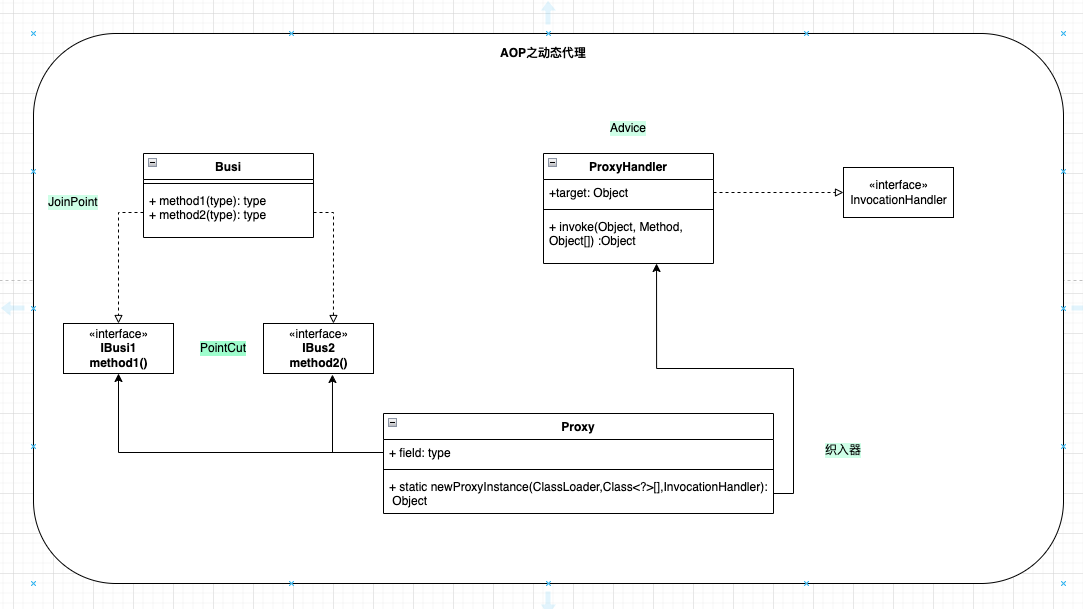 AOP之动态代理
Advice
Busi
+ method1(type): type
+ method2(type): type
JoinPoint
ProxyHandler
+target: Object
+ invoke(Object, Method,
Object[]) :Object
«interface»
InvocationHandler
«interface»
IBusi1
method1()
PointCut
«interface»
IBus2
method2()
Proxy
+ field: type
+ static newProxyInstance(ClassLoader,Class<?>[],InvocationHandler):
Object
织入器